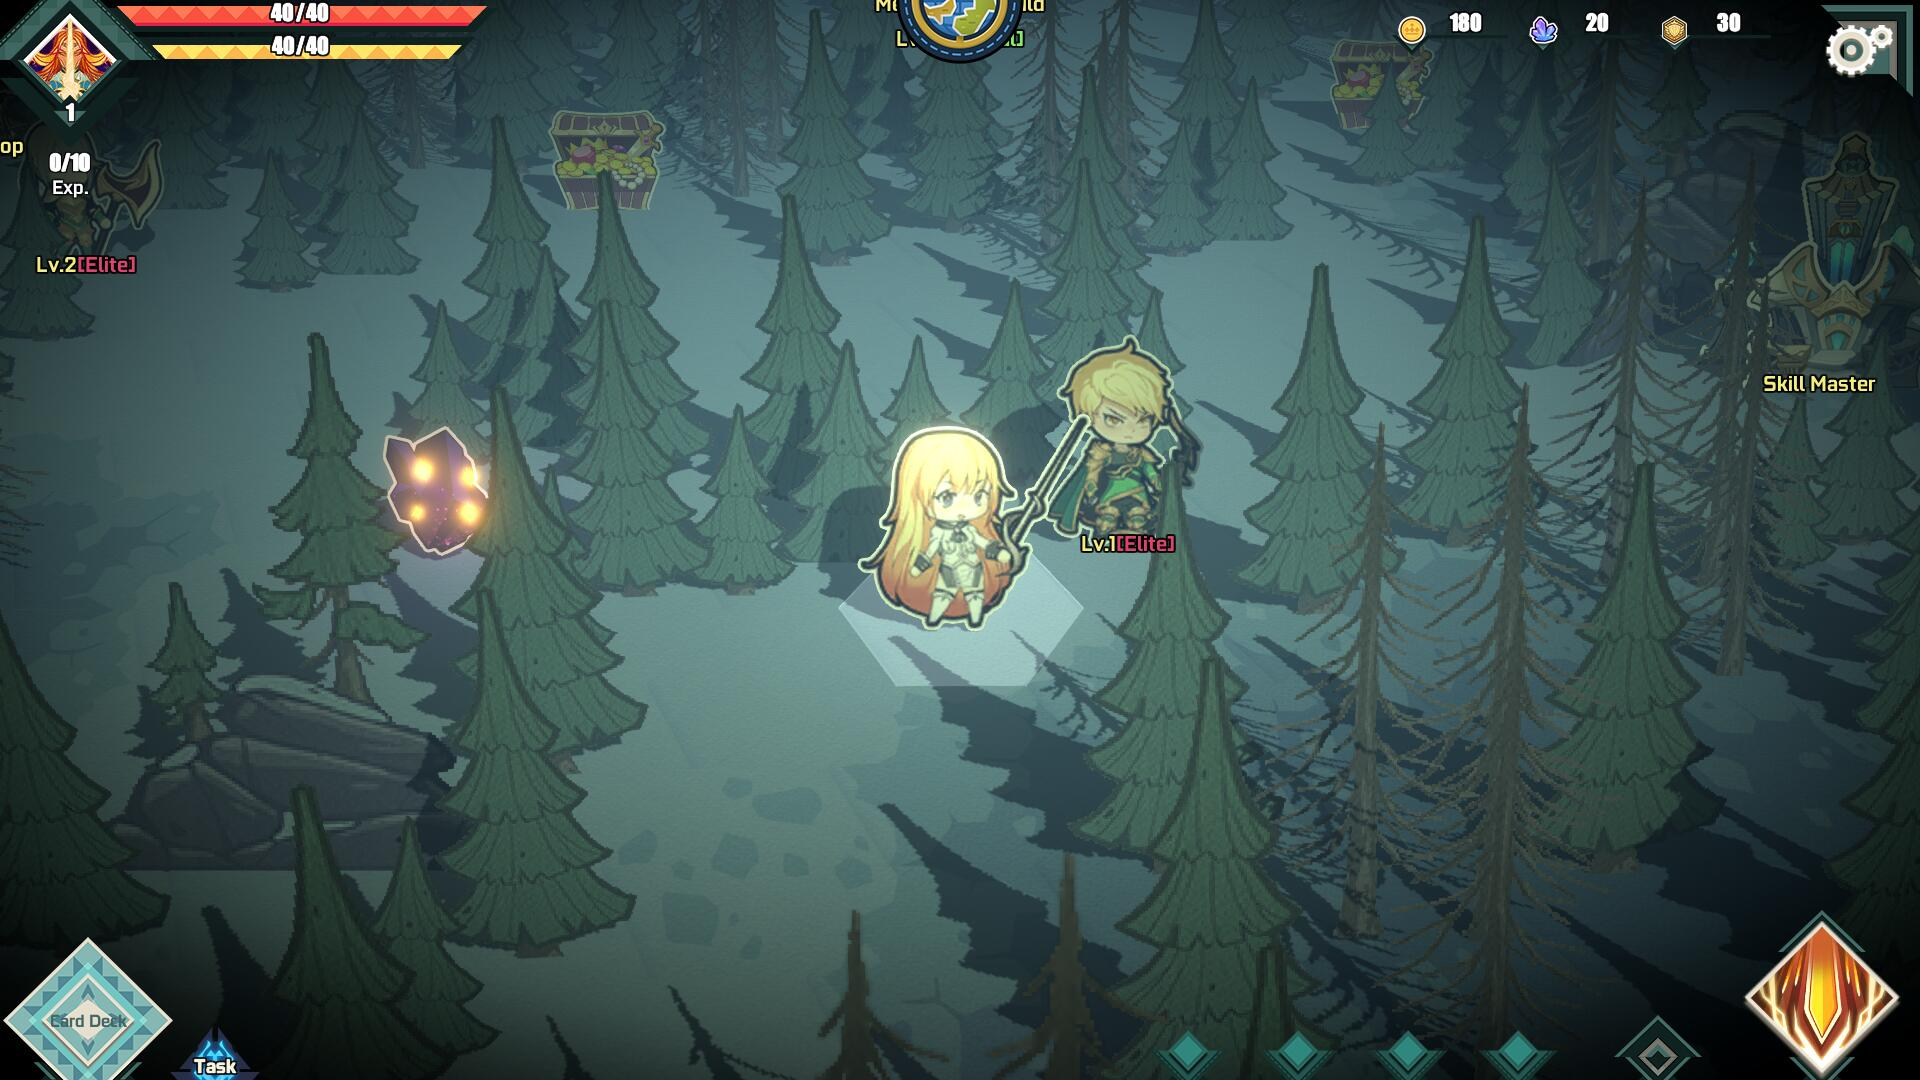 40/40
40/40
180
20
30
1
0/10
Exp.
op
Lv.2[Elite]
Skill Master
Lv.1[Elite]
Card Deck
Task